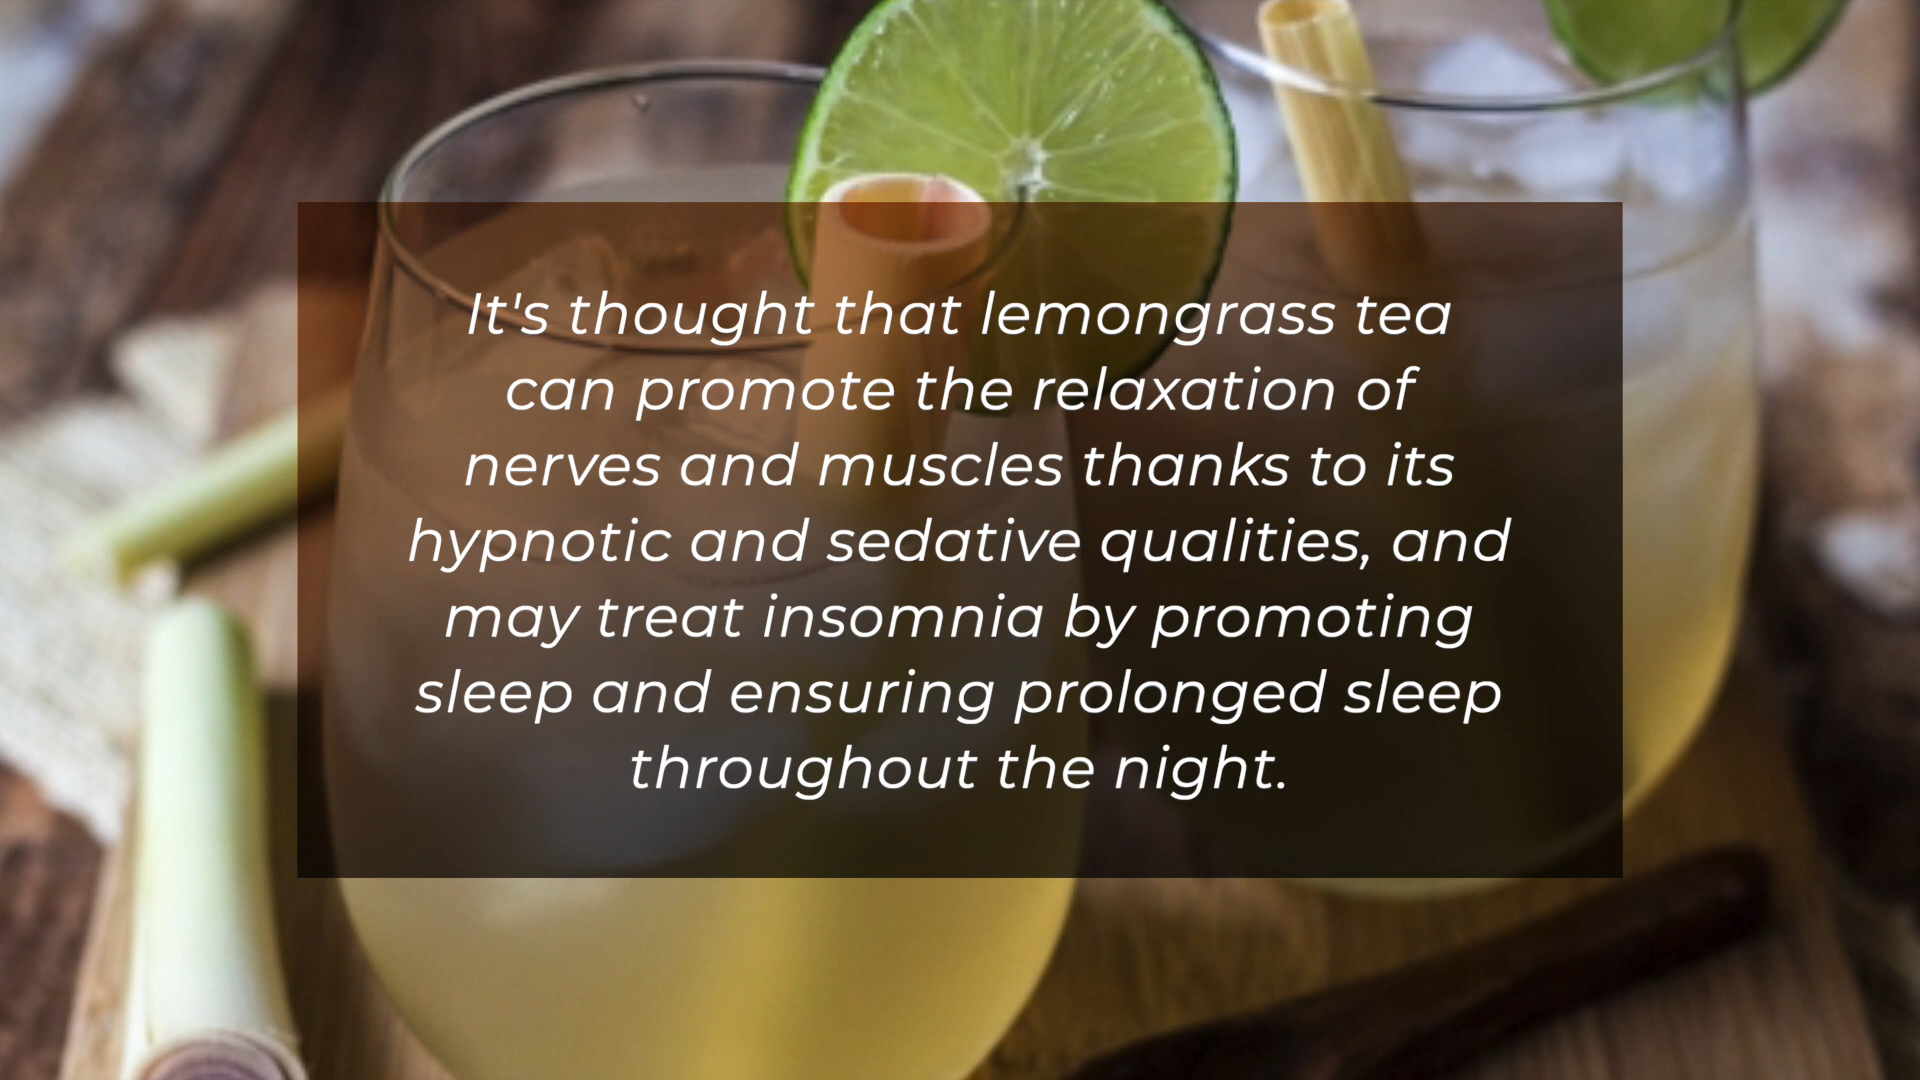 It's thought that lemongrass tea
can promote the relaxation of
nerves and muscles thanks to its
hypnotic and sedative qualities, and
may treat insomnia by promoting
sleep and ensuring prolonged sleep
throughout the night.